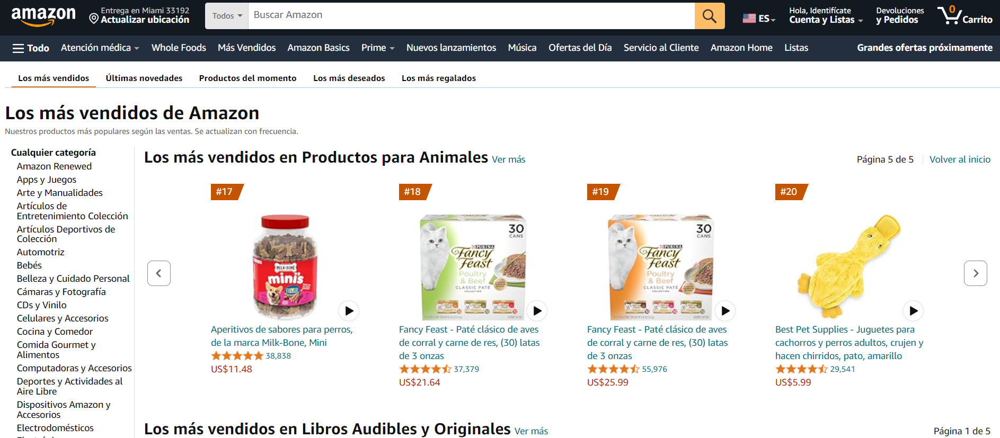 amazon
Entrega en Miami 33192
Actualizar ubicación
Todos
Buscar Amazon
ES
Hola, Identifícate
Cuenta y Listas
Devoluciones
y Pedidos
0
Carrito
Todo
Atención médica
Whole Foods
Más Vendidos
Amazon Basics
Prime
Nuevos lanzamientos
Música
Ofertas del Día
Servicio al Cliente
Amazon Home
Listas
Grandes ofertas próximamente
Los más vendidos
Últimas novedades
Productos del momento
Los más deseados
Los más regalados
Los más vendidos de Amazon
Nuestros productos más populares según las ventas. Se actualizan con frecuencia.
Cualquier categoría
Amazon Renewed
Apps y Juegos
Arte y Manualidades
Artículos de
Entretenimiento Colección
Artículos Deportivos de
Colección
Automotriz
Bebés
Belleza y Cuidado Personal
Cámaras y Fotografía
CDs y Vinilo
Celulares y Accesorios
Cocina y Comedor
Comida Gourmet y
Alimentos
Computadoras y Accesorios
Deportes y Actividades al
Aire Libre
Dispositivos Amazon y
Accesorios
Electrodomésticos
Los más vendidos en Productos para Animales Ver más
Página 5 de 5
Volver al inicio
#17
MILK-BONE
mini's
Aperitivos de sabores para perros,
de la marca Milk-Bone, Mini
38,838
US$11.48
#18
30
CANS
PURINA
Fancy
Feast
Poultry
& Beef
CLASSIC PATÉ
COLLECTION
Fancy Feast - Paté clásico de aves
de corral y carne de res, (30) latas
de 3 onzas
37,379
US$21.64
#19
30
CANS
PURINA
Fancy
Feast
Poultry
& Beef
CLASSIC PATÉ
COLLECTION
Fancy Feast - Paté clásico de aves
de corral y carne de res, (30) latas
de 3 onzas
55,976
US$25.99
#20
Best Pet Supplies - Juguetes para
cachorros y perros adultos, crujen y
hacen chirridos, pato, amarillo
29,541
US$5.99
Los más vendidos en Libros Audibles y Originales Ver más
Página 1 de 5